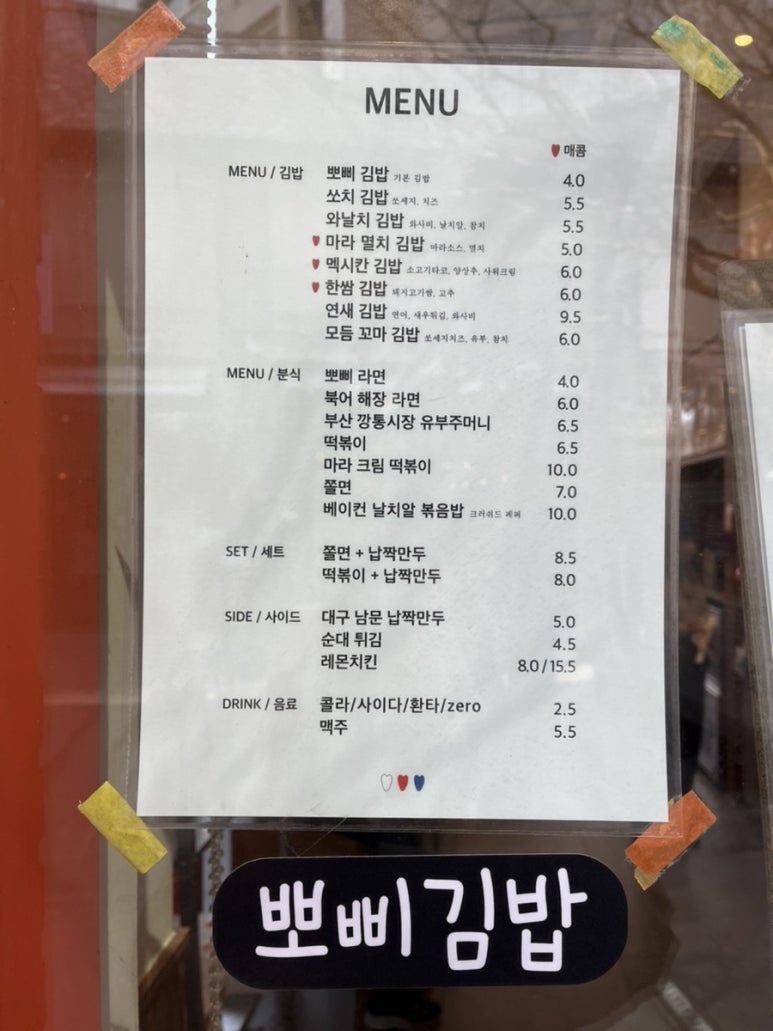 MENU
매콤
MENU / 김밥 뽀삐 김밥 기본 김밥 4.0
쏘치 김밥 쏘세지, 치즈 5.5
와날치 김밥 와사비, 날치알, 참치 5.5
마라 멸치 김밥 마라소스, 멸치 5.0
멕시칸 김밥 소고기타코, 양상추, 사워크림 6.0
한쌈 김밥 돼지고기쌈, 고추 6.0
연새 김밥 연어, 새우튀김, 와사비 9.5
모듬 꼬마 김밥 쏘세지치즈, 유부, 참치 6.0
MENU / 분식 뽀삐 라면 4.0
북어 해장 라면 6.0
부산 깡통시장 유부주머니 6.5
떡볶이 6.5
마라 크림 떡볶이 10.0
쫄면 7.0
베이컨 날치알 볶음밥 크러쉬드 페퍼 10.0
SET / 세트 쫄면 + 납짝만두 8.5
떡볶이 + 납짝만두 8.0
SIDE / 사이드 대구 남문 납짝만두 5.0
순대 튀김 4.5
레몬치킨 8.0 / 15.5
DRINK / 음료 콜라/사이다/환타/zero 2.5
맥주 5.5
뽀삐김밥